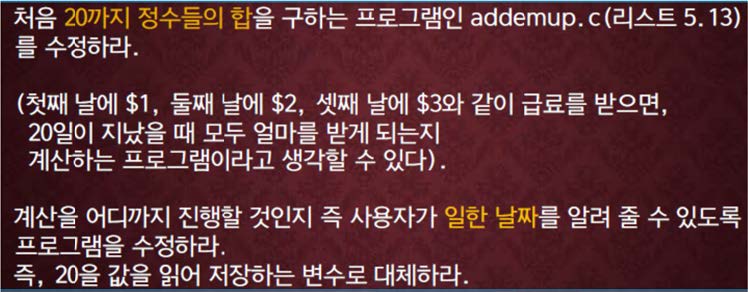 처음 20까지 정수들의 합을 구하는 프로그램인 addemup.c(리스트 5.13)
를 수정하라.
(첫째 날에 $1, 둘째 날에 $2, 셋째 날에 $3와 같이 급료를 받으면,
20일이 지났을 때 모두 얼마를 받게 되는지
계산하는 프로그램이라고 생각할 수 있다).
계산을 어디까지 진행할 것인지 즉 사용자가 일한 날짜를 알려 줄 수 있도록
프로그램을 수정하라.
즉, 20을 값을 읽어 저장하는 변수로 대체하라.